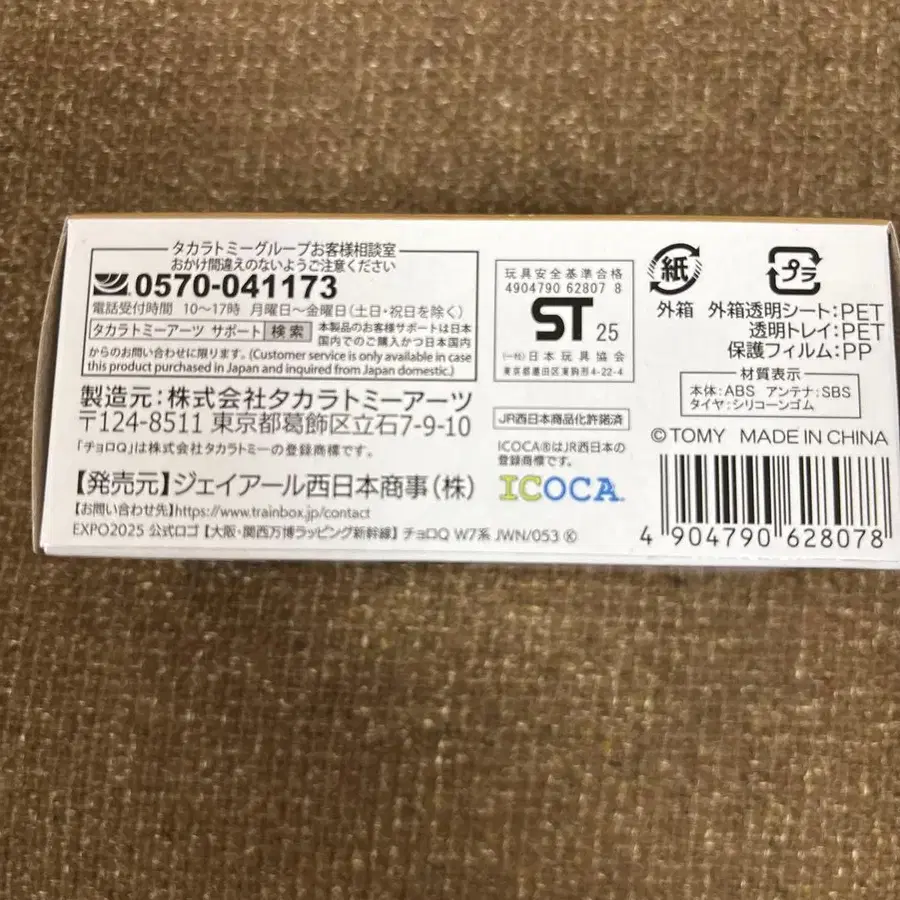 タカラトミーグループお客様相談室
おかけ間違えのないようご注意ください
0570-041173
電話受付時間 10〜17時 月曜日〜金曜日(土日・祝日を除く)
タカラトミーアーツ サポート 検索 本製品のお客様サポートは日本
国内でのご購入かつ日本国内
からのお問い合わせに限ります。(Customer service is only available in case
this product purchased in Japan and inquired from Japan domestic.)
製造元:株式会社タカラトミーアーツ
〒124-8511 東京都葛飾区立石7-9-10
「チョロQ」は株式会社タカラトミーの登録商標です。
【発売元】ジェイアール西日本商事(株)
【お問い合わせ先】https://www.trainbox.jp/contact
EXPO2025 公式ロゴ【大阪・関西万博ラッピング新幹線】チョロQ W7系 JWN/053 Ⓚ
玩具安全基準合格
4904790 62807 8
ST 25
(一社)日本玩具協会
東京都墨田区東駒形4-22-4
JR西日本商品化許諾済
ICOCA®はJR西日本の
登録商標です。
ICOCA
紙 プラ
外箱 外箱透明シート:PET
透明トレイ:PET
保護フィルム:PP
材質表示
本体:ABS アンテナ:SBS
タイヤ:シリコーンゴム
©TOMY MADE IN CHINA
4 904790 628078